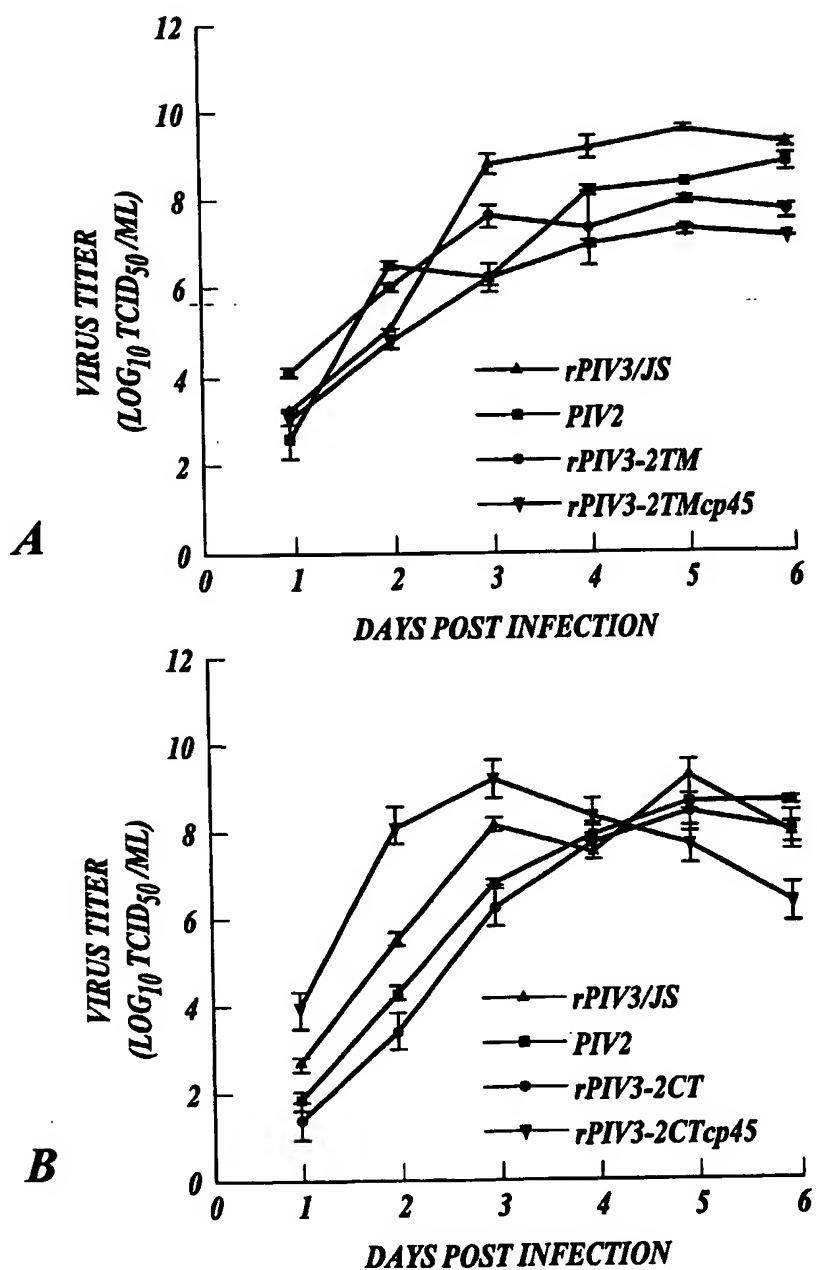 12
10
8
6
4
2
0
VIRUS TITER
(LOG10 TCID50/ML)
rPIV3/JS
PIV2
rPIV3-2TM
rPIV3-2TMcp45
A
0 1 2 3 4 5 6
DAYS POST INFECTION
12
10
8
6
4
2
0
VIRUS TITER
(LOG10 TCID50/ML)
rPIV3/JS
PIV2
rPIV3-2CT
rPIV3-2CTcp45
B
0 1 2 3 4 5 6
DAYS POST INFECTION